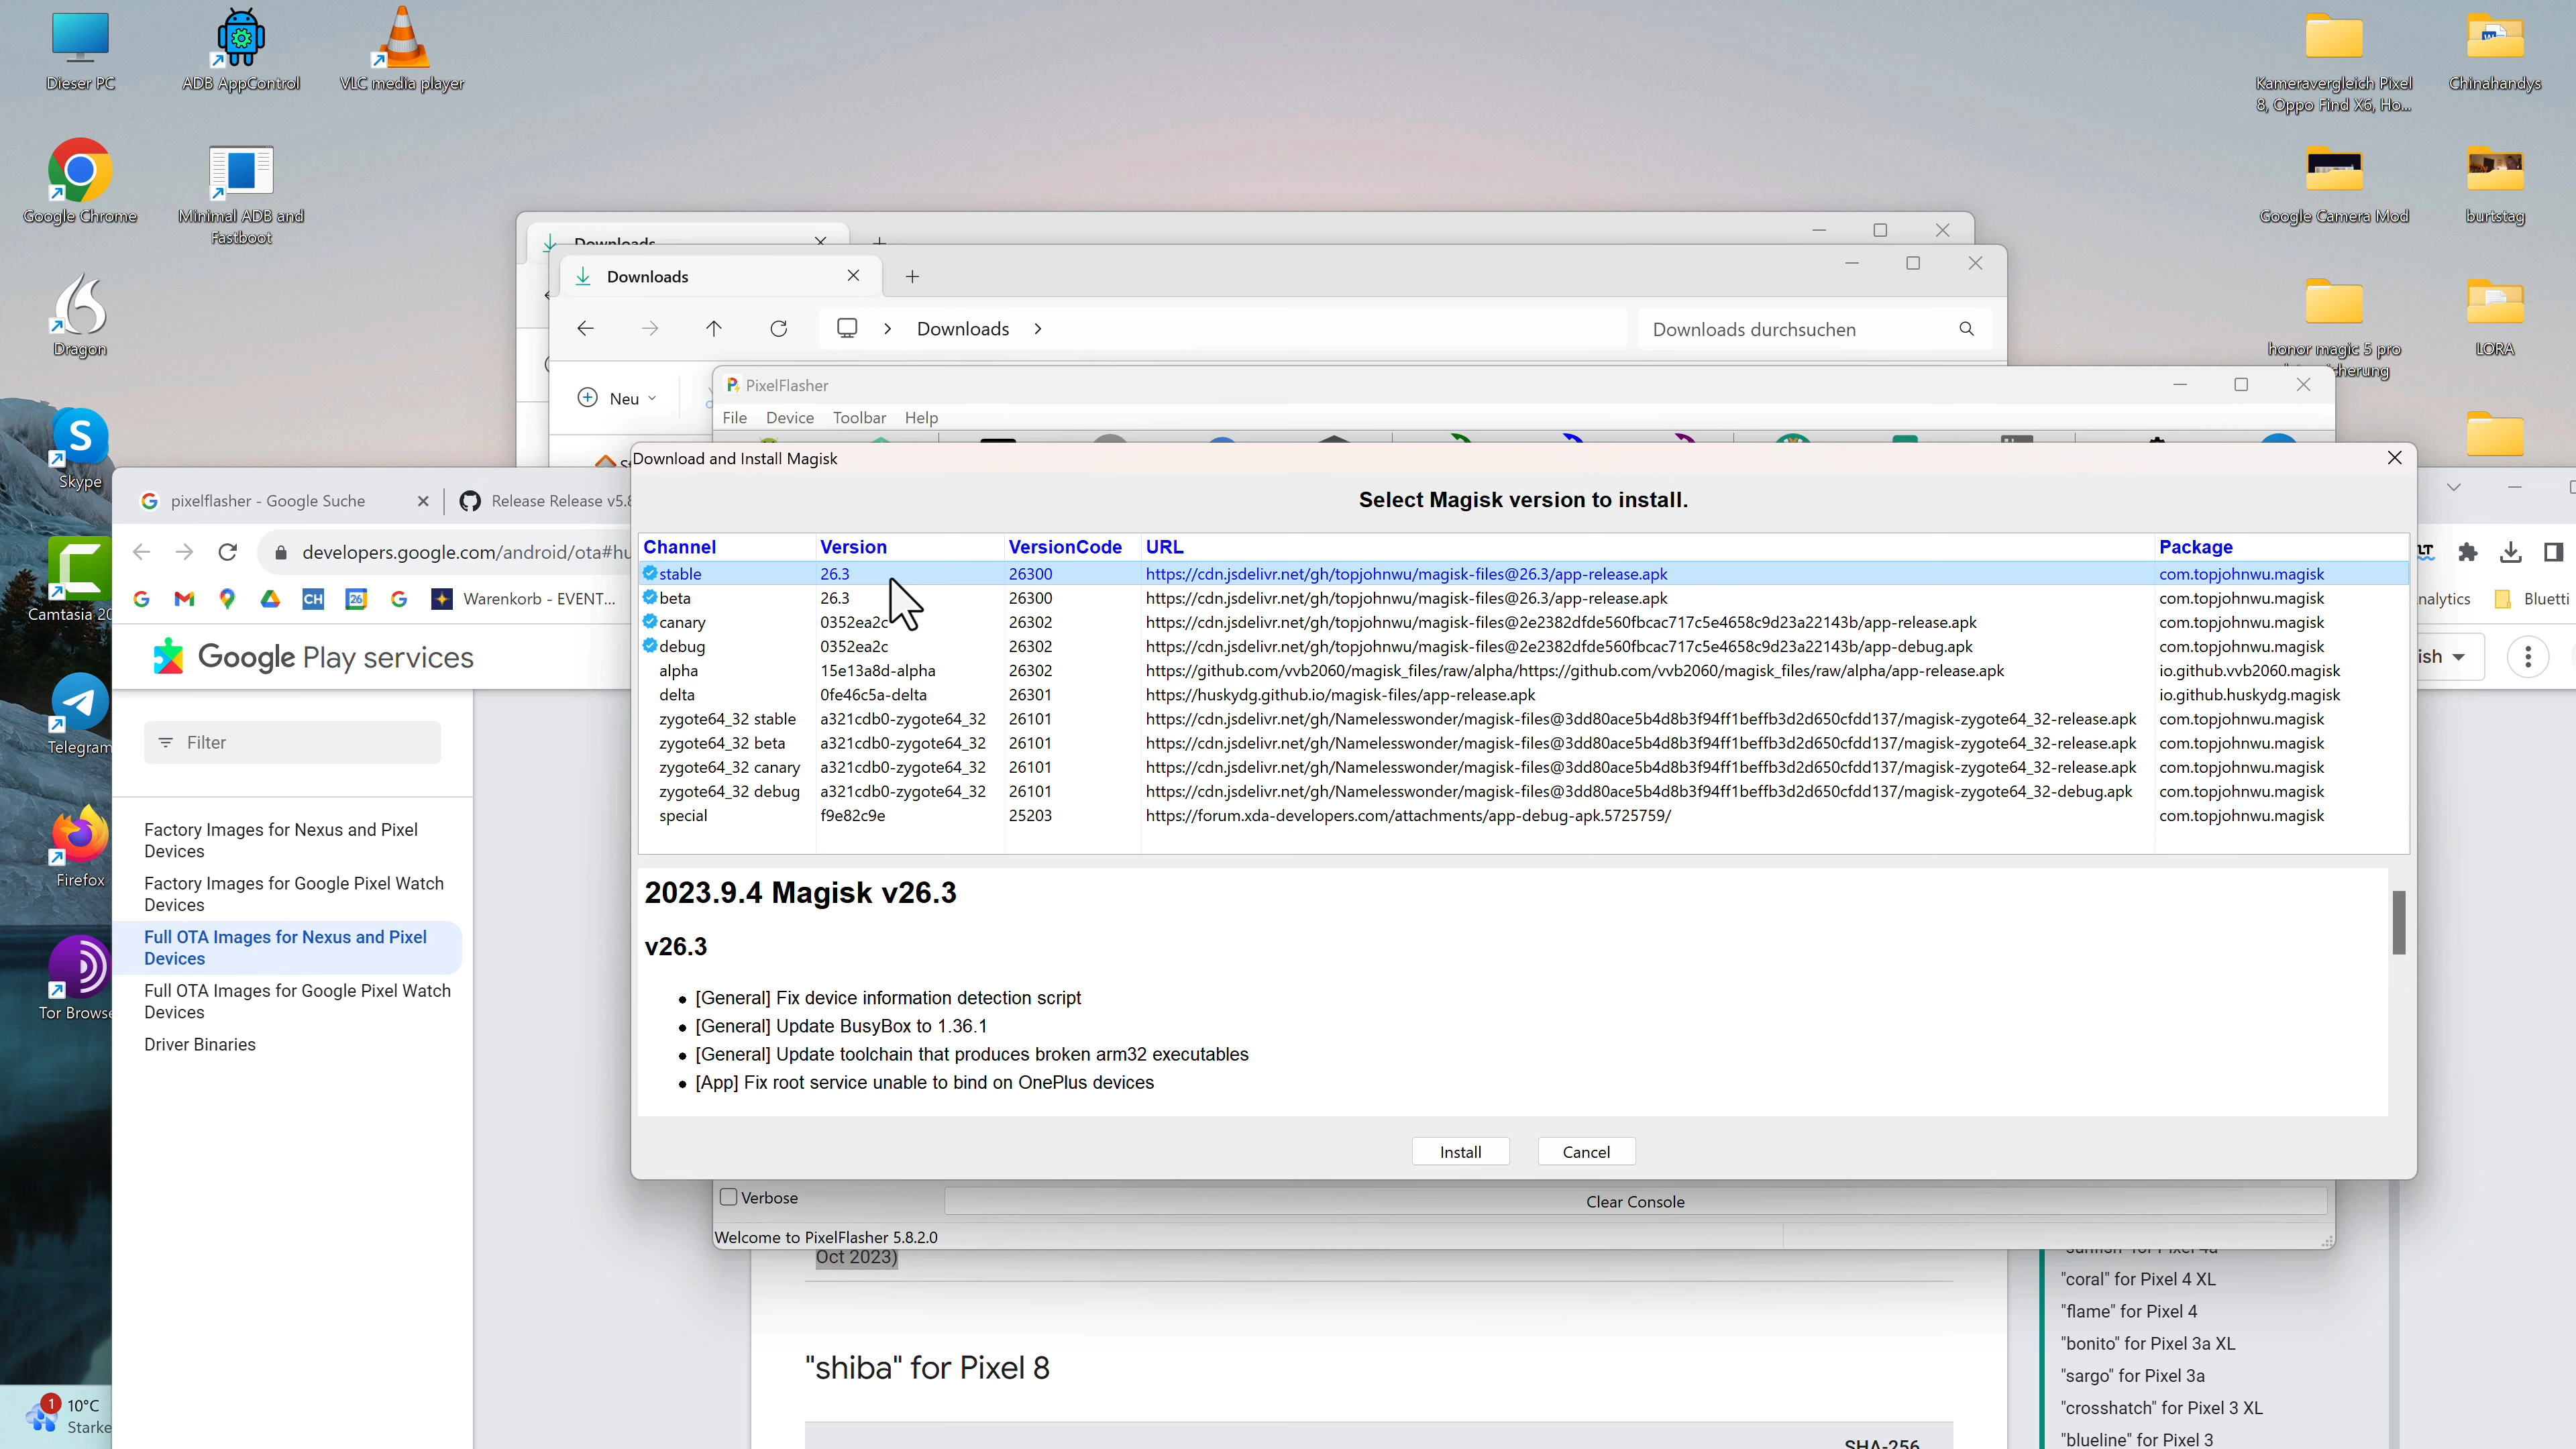 Dieser PC
ADB AppControl
VLC media player
Google Chrome
Minimal ADB and
Fastboot
Dragon
Skype
Camtasia 20
Telegram
Firefox
Tor Browse
Kameravergleich Pixel
8, Oppo Find X6, Ho...
Chinahandys
Google Camera Mod
burtstag
honor magic 5 pro
icherung
LORA
Downloads
Downloads
Downloads
Downloads durchsuchen
Neu
PixelFlasher
File Device Toolbar Help
pixelflasher - Google Suche
Release Release v5.8
developers.google.com/android/ota#hu
CH
26
Warenkorb - EVENT...
nalytics
Bluetti
Google Play services
ish
Filter
Factory Images for Nexus and Pixel
Devices
Factory Images for Google Pixel Watch
Devices
Full OTA Images for Nexus and Pixel
Devices
Full OTA Images for Google Pixel Watch
Devices
Driver Binaries
Download and Install Magisk
Select Magisk version to install.
Channel Version VersionCode URL Package
stable 26.3 26300 https://cdn.jsdelivr.net/gh/topjohnwu/magisk-files@26.3/app-release.apk com.topjohnwu.magisk
beta 26.3 26300 https://cdn.jsdelivr.net/gh/topjohnwu/magisk-files@26.3/app-release.apk com.topjohnwu.magisk
canary 0352ea2c 26302 https://cdn.jsdelivr.net/gh/topjohnwu/magisk-files@2e2382dfde560fbcac717c5e4658c9d23a22143b/app-release.apk com.topjohnwu.magisk
debug 0352ea2c 26302 https://cdn.jsdelivr.net/gh/topjohnwu/magisk-files@2e2382dfde560fbcac717c5e4658c9d23a22143b/app-debug.apk com.topjohnwu.magisk
alpha 15e13a8d-alpha 26302 https://github.com/vvb2060/magisk_files/raw/alpha/https://github.com/vvb2060/magisk_files/raw/alpha/app-release.apk io.github.vvb2060.magisk
delta 0fe46c5a-delta 26301 https://huskydg.github.io/magisk-files/app-release.apk io.github.huskydg.magisk
zygote64_32 stable a321cdb0-zygote64_32 26101 https://cdn.jsdelivr.net/gh/Namelesswonder/magisk-files@3dd80ace5b4d8b3f94ff1beffb3d2d650cfdd137/magisk-zygote64_32-release.apk com.topjohnwu.magisk
zygote64_32 beta a321cdb0-zygote64_32 26101 https://cdn.jsdelivr.net/gh/Namelesswonder/magisk-files@3dd80ace5b4d8b3f94ff1beffb3d2d650cfdd137/magisk-zygote64_32-release.apk com.topjohnwu.magisk
zygote64_32 canary a321cdb0-zygote64_32 26101 https://cdn.jsdelivr.net/gh/Namelesswonder/magisk-files@3dd80ace5b4d8b3f94ff1beffb3d2d650cfdd137/magisk-zygote64_32-release.apk com.topjohnwu.magisk
zygote64_32 debug a321cdb0-zygote64_32 26101 https://cdn.jsdelivr.net/gh/Namelesswonder/magisk-files@3dd80ace5b4d8b3f94ff1beffb3d2d650cfdd137/magisk-zygote64_32-debug.apk com.topjohnwu.magisk
special f9e82c9e 25203 https://forum.xda-developers.com/attachments/app-debug-apk.5725759/ com.topjohnwu.magisk
2023.9.4 Magisk v26.3
v26.3
• [General] Fix device information detection script
• [General] Update BusyBox to 1.36.1
• [General] Update toolchain that produces broken arm32 executables
• [App] Fix root service unable to bind on OnePlus devices
Install
Cancel
Verbose
Clear Console
Welcome to PixelFlasher 5.8.2.0
Oct 2023)
"shiba" for Pixel 8
SHA-256
"sunfish" for Pixel 4a
"coral" for Pixel 4 XL
"flame" for Pixel 4
"bonito" for Pixel 3a XL
"sargo" for Pixel 3a
"crosshatch" for Pixel 3 XL
"blueline" for Pixel 3
1
10°C
Starke